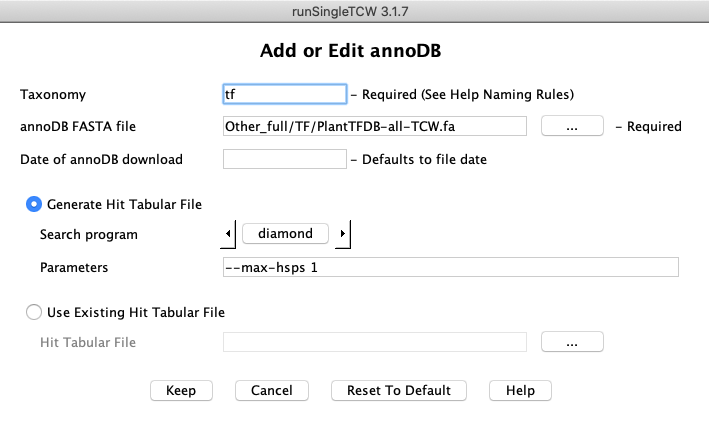 runSingleTCW 3.1.7
Add or Edit annoDB
Taxonomy tf – Required (See Help Naming Rules)
annoDB FASTA file Other_full/TF/PlantTFDB-all-TCW.fa ... – Required
Date of annoDB download – Defaults to file date
Generate Hit Tabular File
Search program diamond
Parameters --max-hsps 1
Use Existing Hit Tabular File
Hit Tabular File ...
Keep Cancel Reset To Default Help